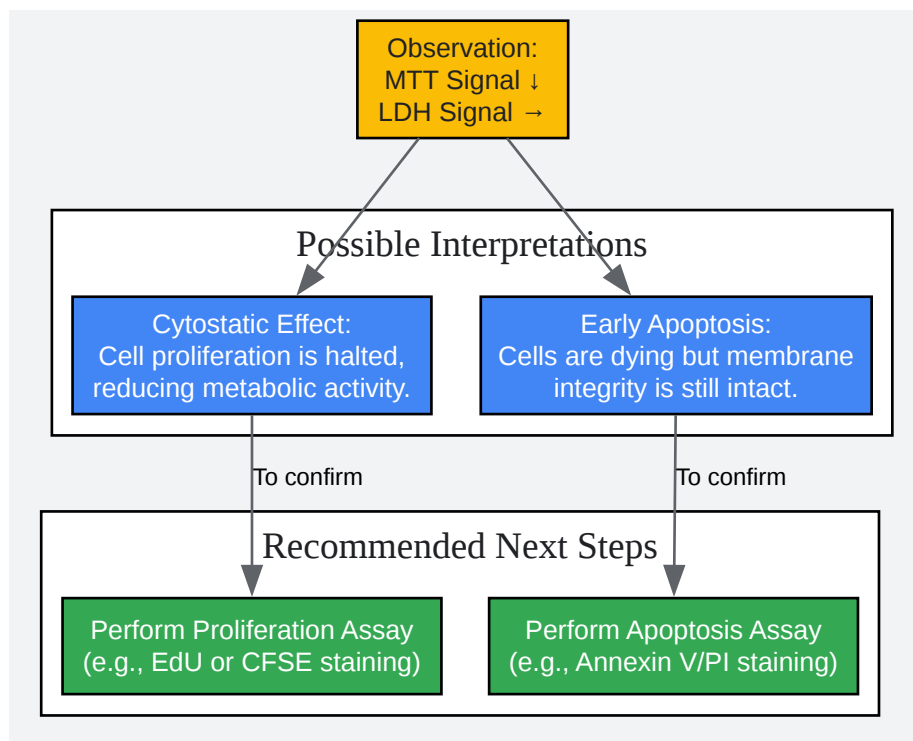 Observation:
MTT Signal ↓
LDH Signal →
Possible Interpretations
Cytostatic Effect:
Cell proliferation is halted,
reducing metabolic activity.
Early Apoptosis:
Cells are dying but membrane
integrity is still intact.
To confirm
To confirm
Recommended Next Steps
Perform Proliferation Assay
(e.g., EdU or CFSE staining)
Perform Apoptosis Assay
(e.g., Annexin V/PI staining)